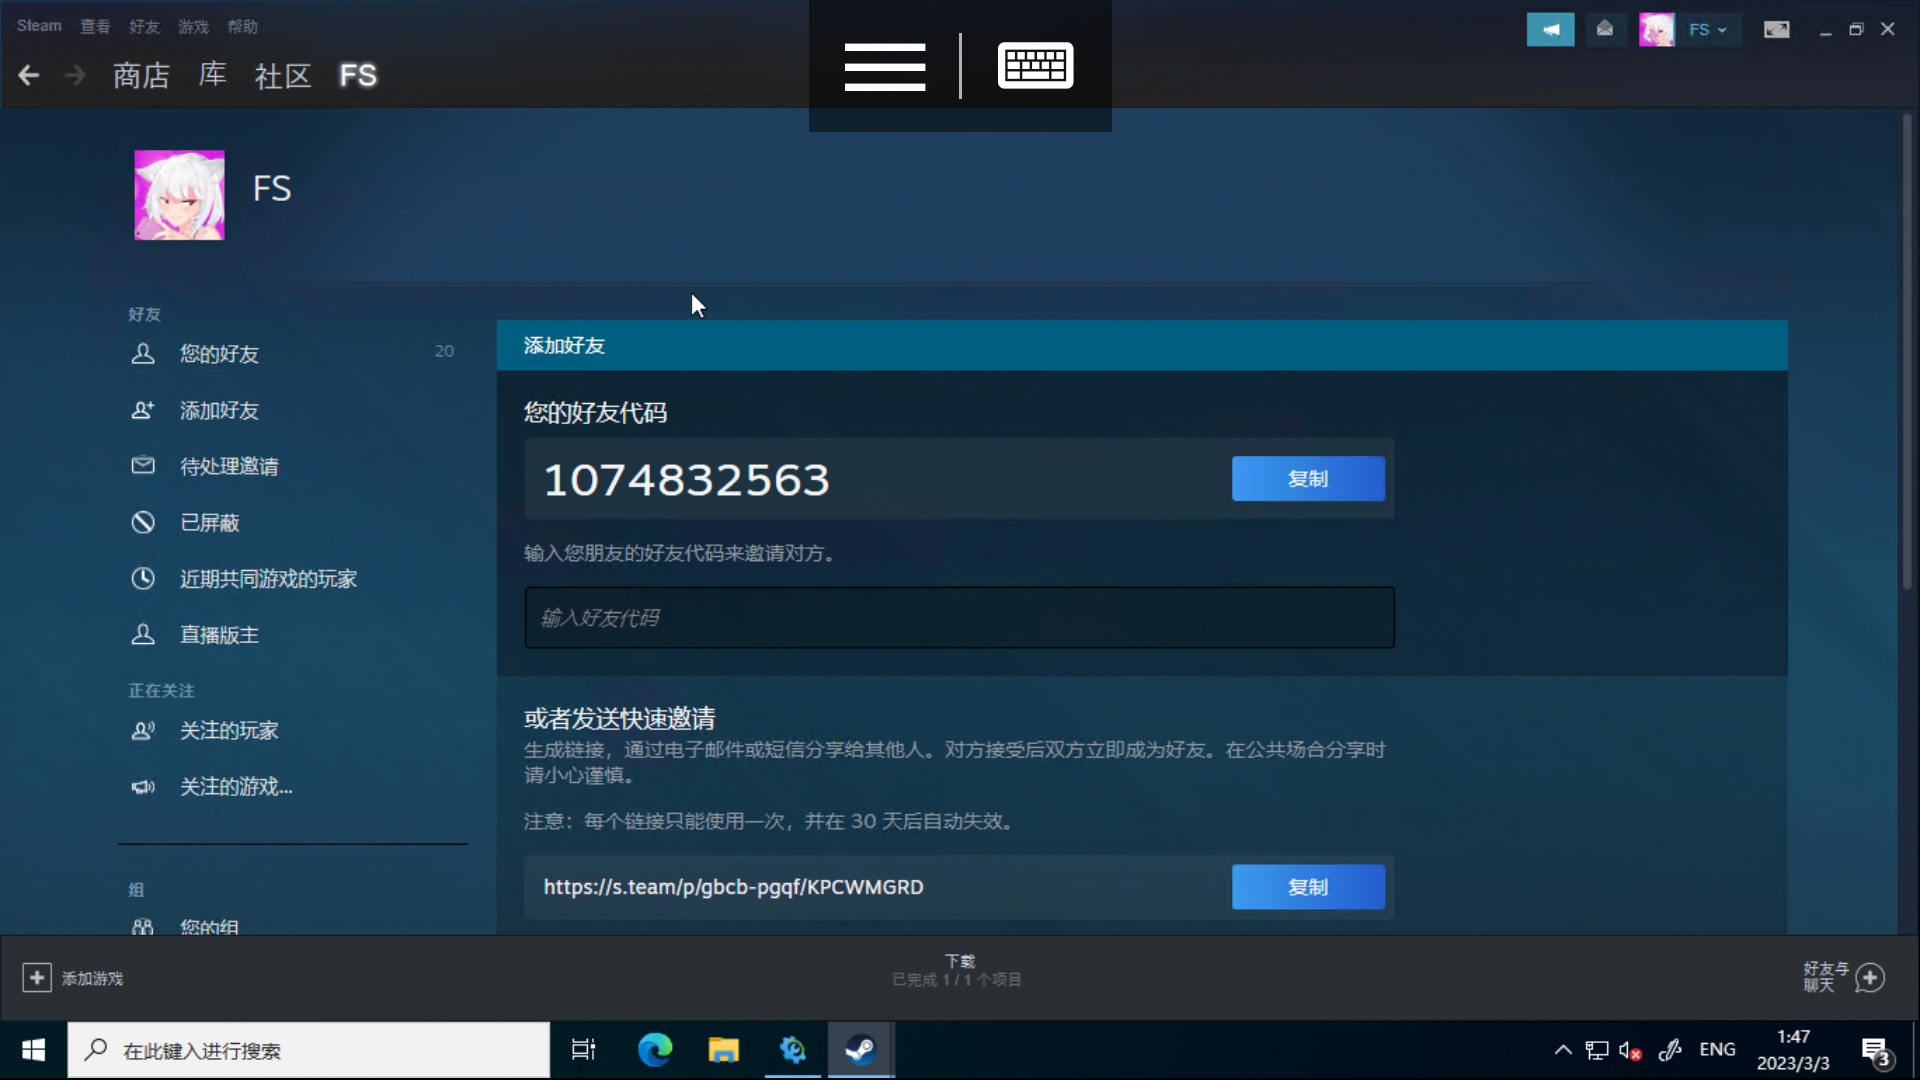 Steam 查看 好友 游戏 帮助
FS
商店 库 社区 FS
FS
好友
您的好友 20
添加好友
待处理邀请
已屏蔽
近期共同游戏的玩家
直播版主
正在关注
关注的玩家
关注的游戏...
组
您的组
添加好友
您的好友代码
1074832563
复制
输入您朋友的好友代码来邀请对方。
输入好友代码
或者发送快速邀请
生成链接，通过电子邮件或短信分享给其他人。对方接受后双方立即成为好友。在公共场合分享时
请小心谨慎。
注意：每个链接只能使用一次，并在 30 天后自动失效。
https://s.team/p/gbcb-pgqf/KPCWMGRD
复制
添加游戏
下载
已完成 1 / 1 个项目
好友与
聊天
在此键入进行搜索
ENG
1:47
2023/3/3
3